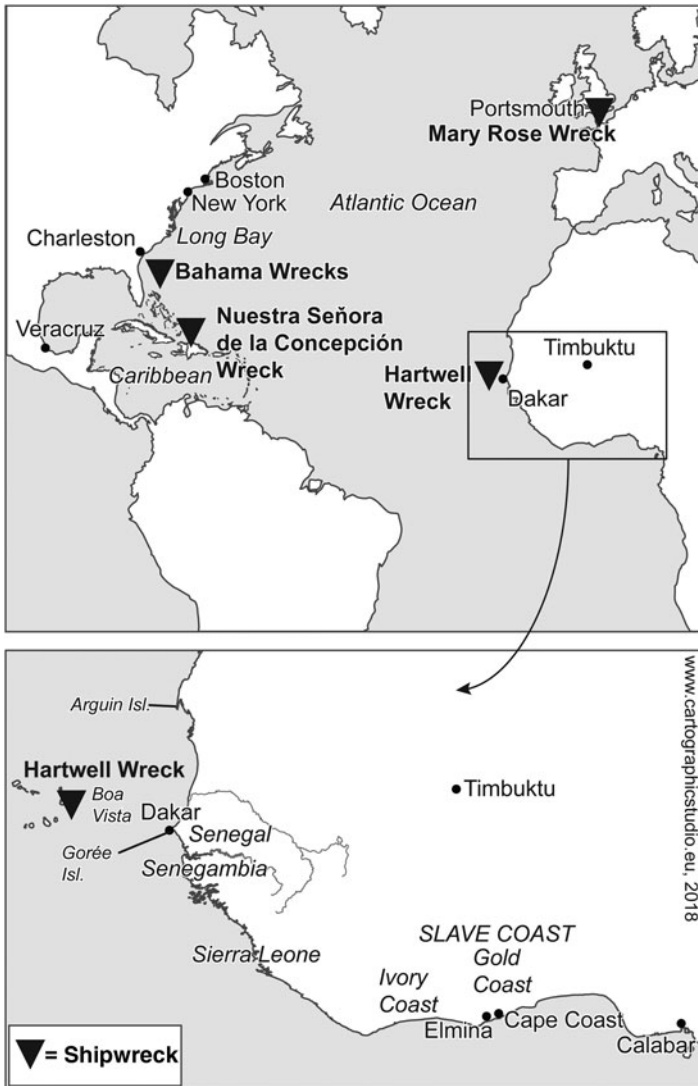 Portsmouth
Mary Rose Wreck
Boston
New York
Atlantic Ocean
Charleston
Long Bay
Bahama Wrecks
Nuestra Seňora
de la Concepción
Wreck
Veracruz
Caribbean
Timbuktu
Hartwell
Wreck
Dakar
www.cartographicstudio.eu, 2018
Arguin Isl.
Hartwell Wreck
Boa
Vista
Timbuktu
Dakar
Senegal
Gorée
Isl.
Senegambia
SLAVE COAST
Gold
Coast
Sierra Leone
Ivory
Coast
Elmina
Cape Coast
Calabar
= Shipwreck